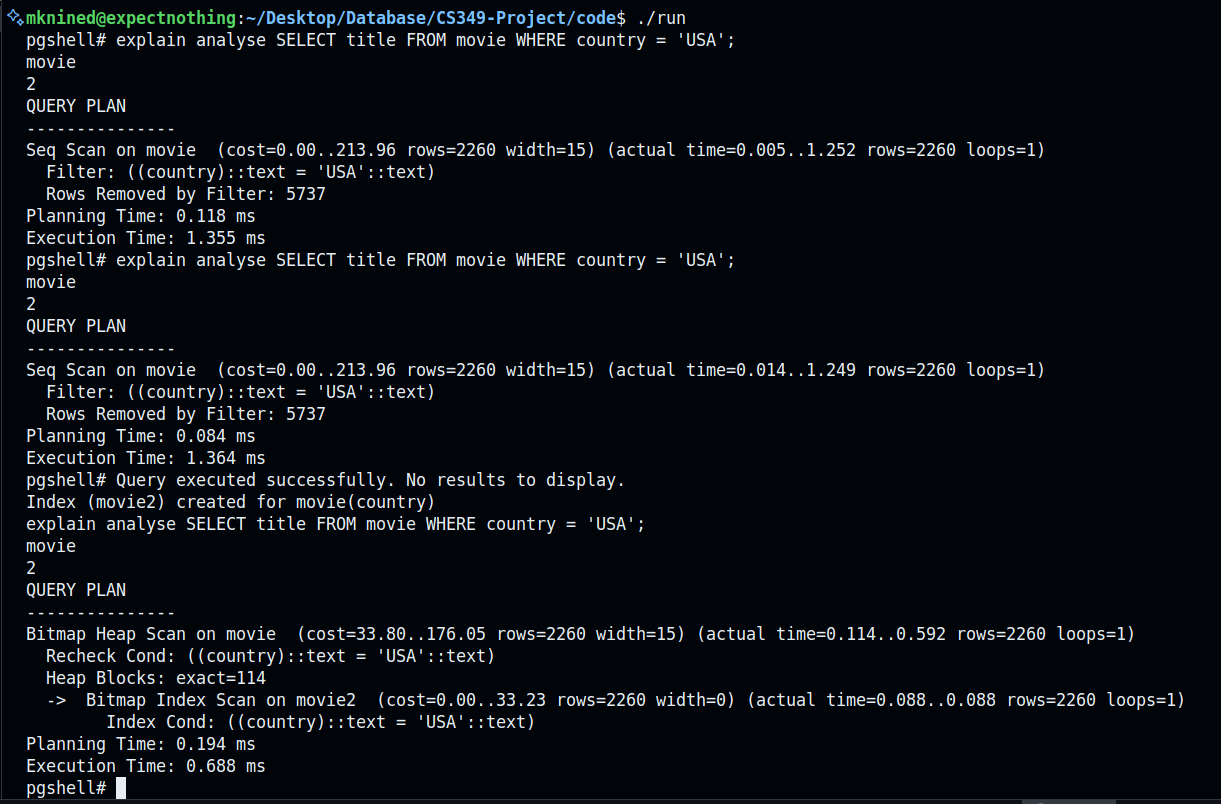 mknined@expectnothing:~/Desktop/Database/CS349-Project/code$ ./run
pgshell# explain analyse SELECT title FROM movie WHERE country = 'USA';
movie
2
QUERY PLAN
---------------
Seq Scan on movie  (cost=0.00..213.96 rows=2260 width=15) (actual time=0.005..1.252 rows=2260 loops=1)
  Filter: ((country)::text = 'USA'::text)
  Rows Removed by Filter: 5737
Planning Time: 0.118 ms
Execution Time: 1.355 ms
pgshell# explain analyse SELECT title FROM movie WHERE country = 'USA';
movie
2
QUERY PLAN
---------------
Seq Scan on movie  (cost=0.00..213.96 rows=2260 width=15) (actual time=0.014..1.249 rows=2260 loops=1)
  Filter: ((country)::text = 'USA'::text)
  Rows Removed by Filter: 5737
Planning Time: 0.084 ms
Execution Time: 1.364 ms
pgshell# Query executed successfully. No results to display.
Index (movie2) created for movie(country)
explain analyse SELECT title FROM movie WHERE country = 'USA';
movie
2
QUERY PLAN
---------------
Bitmap Heap Scan on movie  (cost=33.80..176.05 rows=2260 width=15) (actual time=0.114..0.592 rows=2260 loops=1)
  Recheck Cond: ((country)::text = 'USA'::text)
  Heap Blocks: exact=114
  ->  Bitmap Index Scan on movie2  (cost=0.00..33.23 rows=2260 width=0) (actual time=0.088..0.088 rows=2260 loops=1)
        Index Cond: ((country)::text = 'USA'::text)
Planning Time: 0.194 ms
Execution Time: 0.688 ms
pgshell#